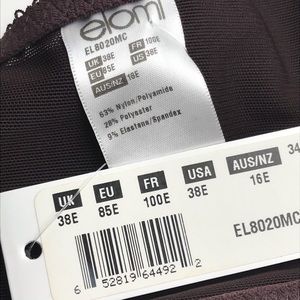 elomi
EL8020MC
UK 38E FR 100E
EU 85E US 38E
AUS/NZ 16E
63% Nylon/Polyamide
28% Polyester
9% Elastane/Spandex
UK EU FR USA AUS/NZ
38E 85E 100E 38E 16E
EL8020MC
6 52819 64492 2